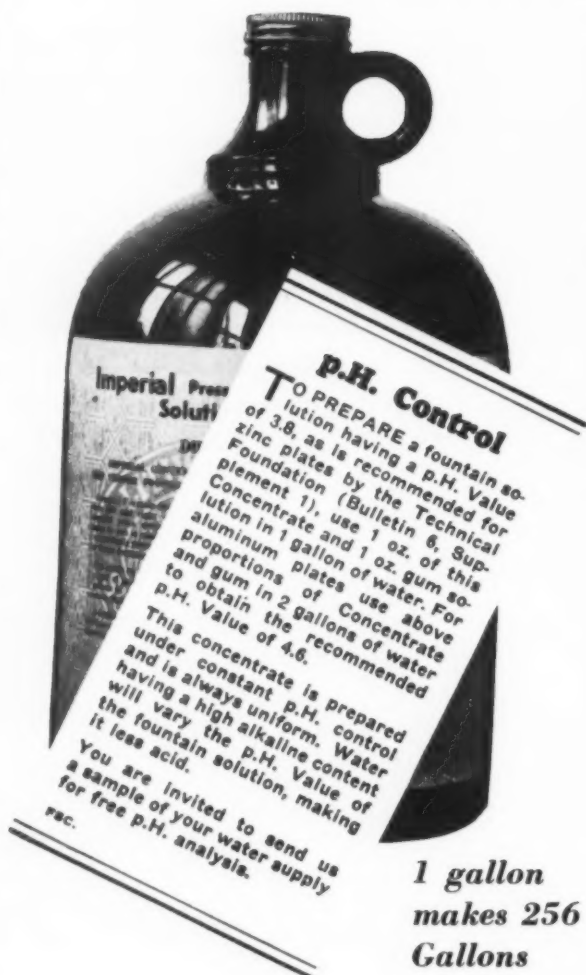 Imperial
p.H. Control
TO PREPARE a fountain so-
lution having a p.H. Value
of 3.8, as is recommended for
zinc plates by the Technical
Foundation (Bulletin 6, Sup-
plement 1), use 1 oz. of this
Concentrate and 1 oz. gum so-
lution in 1 gallon of water. For
aluminum plates use above
proportions of Concentrate
and gum in 2 gallons of water
to obtain the recommended
p.H. Value of 4.6.
This concentrate is prepared
under constant p.H. control
and is always uniform. Water
having a high alkaline content
will vary the p.H. Value of
the fountain solution, making
it less acid.
You are invited to send us
a sample of your water supply
for free p.H. analysis.
FSC.
1 gallon
makes 256
Gallons